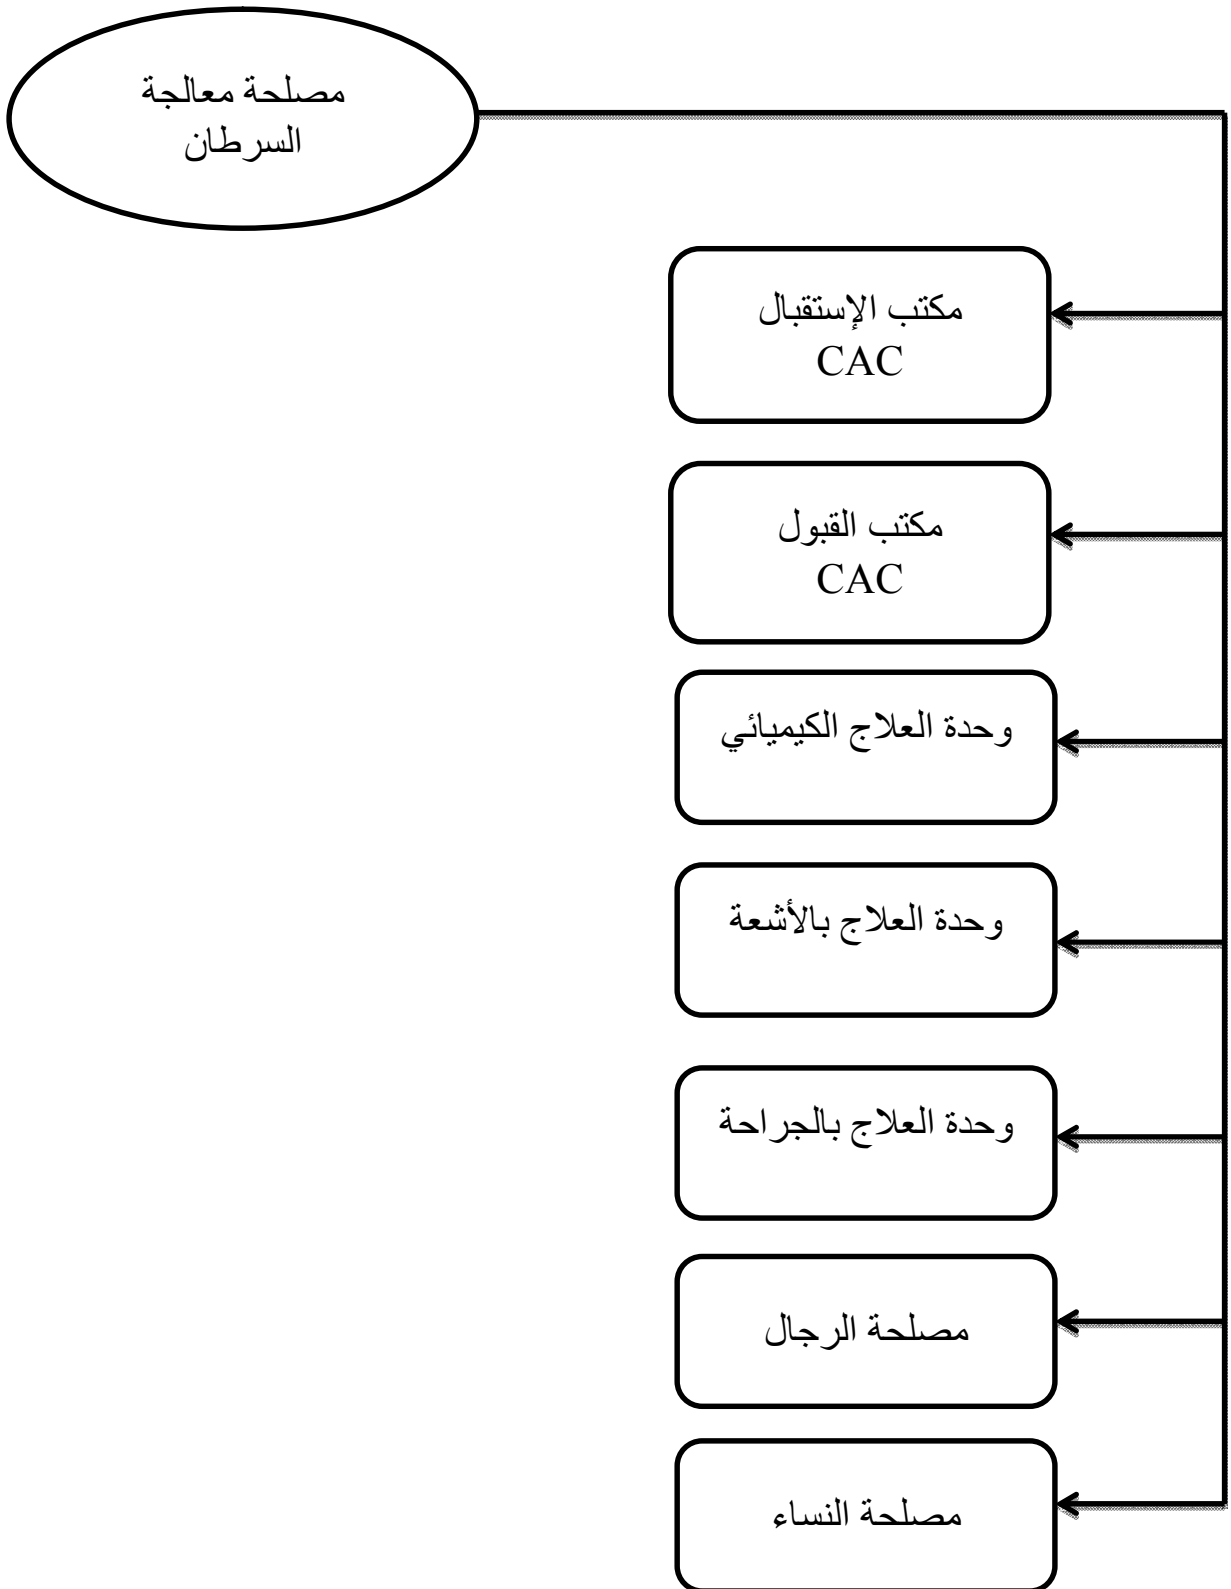 مصلحة معالجة
السرطان
مكتب الإستقبال
CAC
مكتب القبول
CAC
وحدة العلاج الكيميائي
وحدة العلاج بالأشعة
وحدة العلاج بالجراحة
مصلحة الرجال
مصلحة النساء